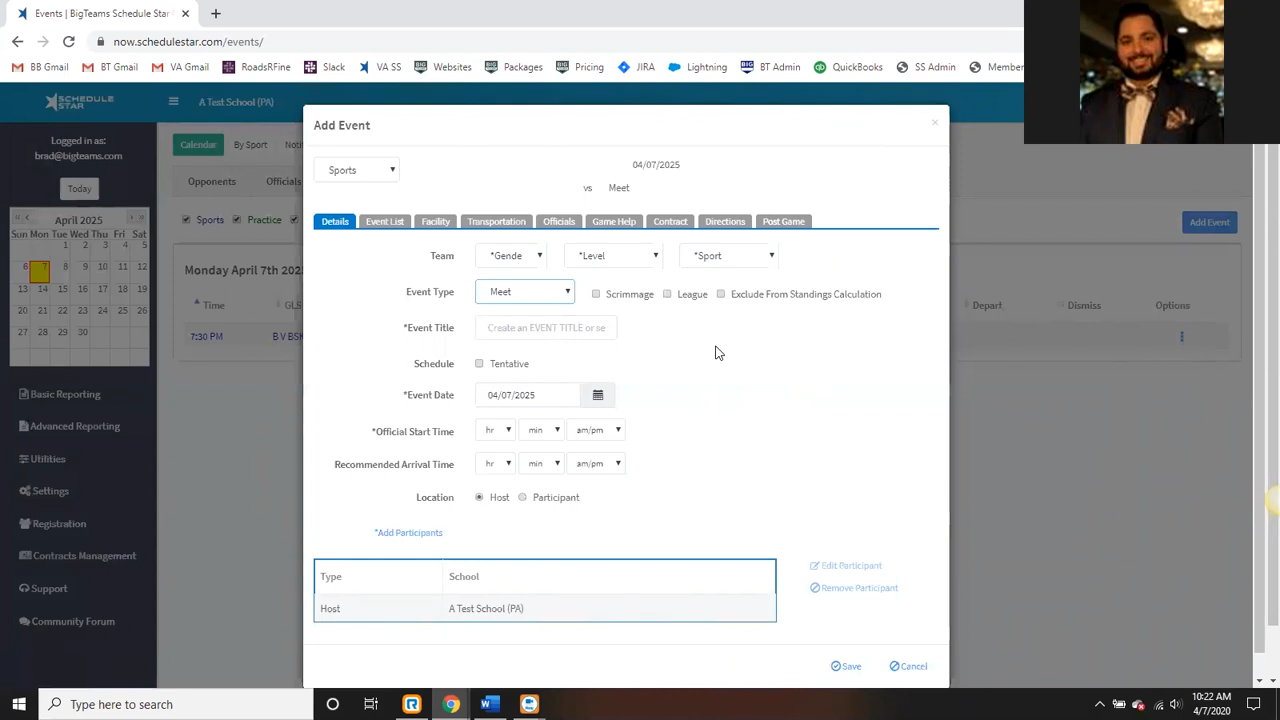 Events | BigTeams Schedule Sta
now.schedulestar.com/events/
BB Gmail BT Gmail VA Gmail RoadsRFine Slack VA SS Websites Packages Pricing JIRA Lightning BT Admin QuickBooks SS Admin Member
SCHEDULE STAR
A Test School (PA)
Logged in as:
brad@bigteams.com
Today
April 2025
Sun Mon Tue Wed Thu Fri Sat
1 2 3 4 5
6 7 8 9 10 11 12
13 14 15 16 17 18 19
20 21 22 23 24 25 26
27 28 29 30
Basic Reporting
Advanced Reporting
Utilities
Settings
Registration
Contracts Management
Support
Community Forum
Calendar By Sport Noti
Opponents Officials
Sports Practice
Add Event
Monday April 7th 202
Time GLS Depart Dismiss Options
7:30 PM B V BSK
Add Event ×
Sports
04/07/2025
vs Meet
Details Event List Facility Transportation Officials Game Help Contract Directions Post Game
Team *Gende *Level *Sport
Event Type Meet Scrimmage League Exclude From Standings Calculation
*Event Title Create an EVENT TITLE or se
Schedule Tentative
*Event Date 04/07/2025
*Official Start Time hr min am/pm
Recommended Arrival Time hr min am/pm
Location Host Participant
*Add Participants
Type School
Host A Test School (PA)
Edit Participant
Remove Participant
Save Cancel
Type here to search
10:22 AM
4/7/2020